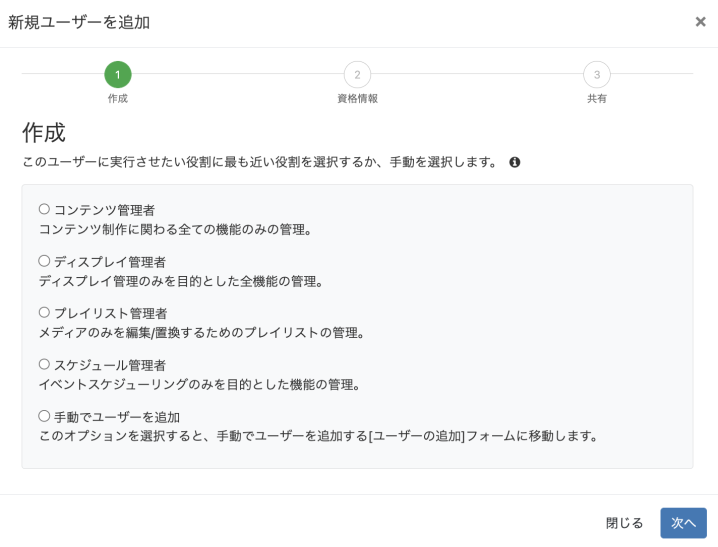 新規ユーザーを追加
×
1
2
3
作成
資格情報
共有
作成
このユーザーに実行させたい役割に最も近い役割を選択するか、手動を選択します。
コンテンツ管理者
コンテンツ制作に関わる全ての機能のみの管理。
ディスプレイ管理者
ディスプレイ管理のみを目的とした全機能の管理。
プレイリスト管理者
メディアのみを編集/置換するためのプレイリストの管理。
スケジュール管理者
イベントスケジューリングのみを目的とした機能の管理。
手動でユーザーを追加
このオプションを選択すると、手動でユーザーを追加する[ユーザーの追加]フォームに移動します。
閉じる
次へ